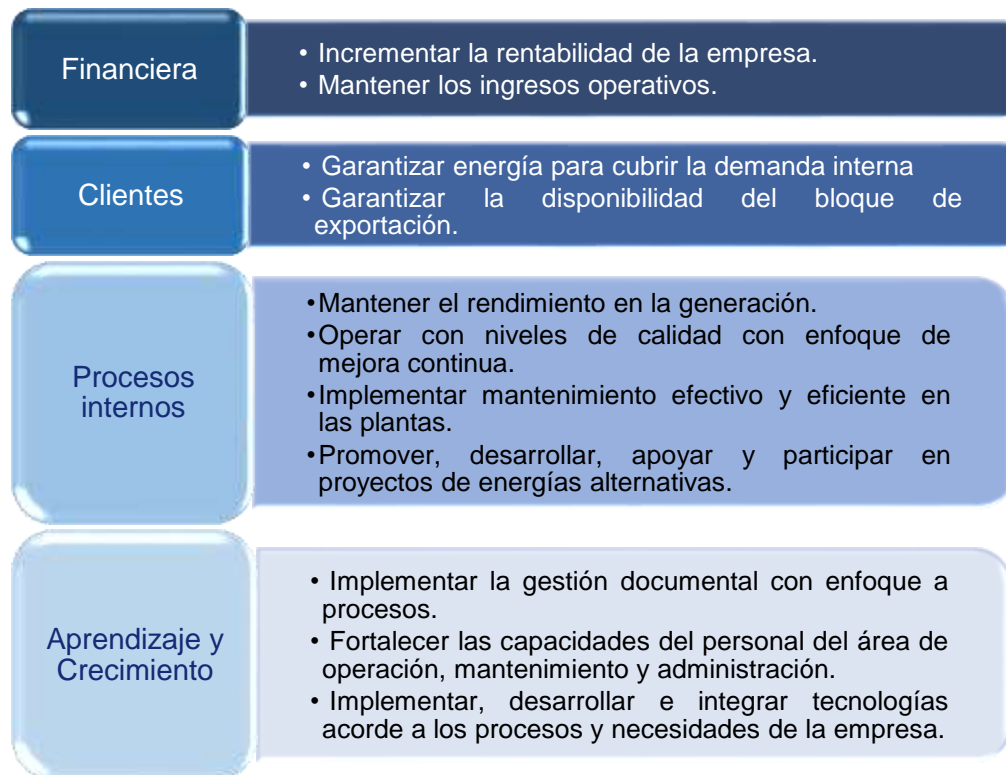 Financiera
• Incrementar la rentabilidad de la empresa.
• Mantener los ingresos operativos.
Clientes
• Garantizar energía para cubrir la demanda interna
• Garantizar la disponibilidad del bloque de
exportación.
Procesos
internos
•Mantener el rendimiento en la generación.
•Operar con niveles de calidad con enfoque de
mejora continua.
•Implementar mantenimiento efectivo y eficiente en
las plantas.
•Promover, desarrollar, apoyar y participar en
proyectos de energías alternativas.
Aprendizaje y
Crecimiento
• Implementar la gestión documental con enfoque a
procesos.
• Fortalecer las capacidades del personal del área de
operación, mantenimiento y administración.
• Implementar, desarrollar e integrar tecnologías
acorde a los procesos y necesidades de la empresa.